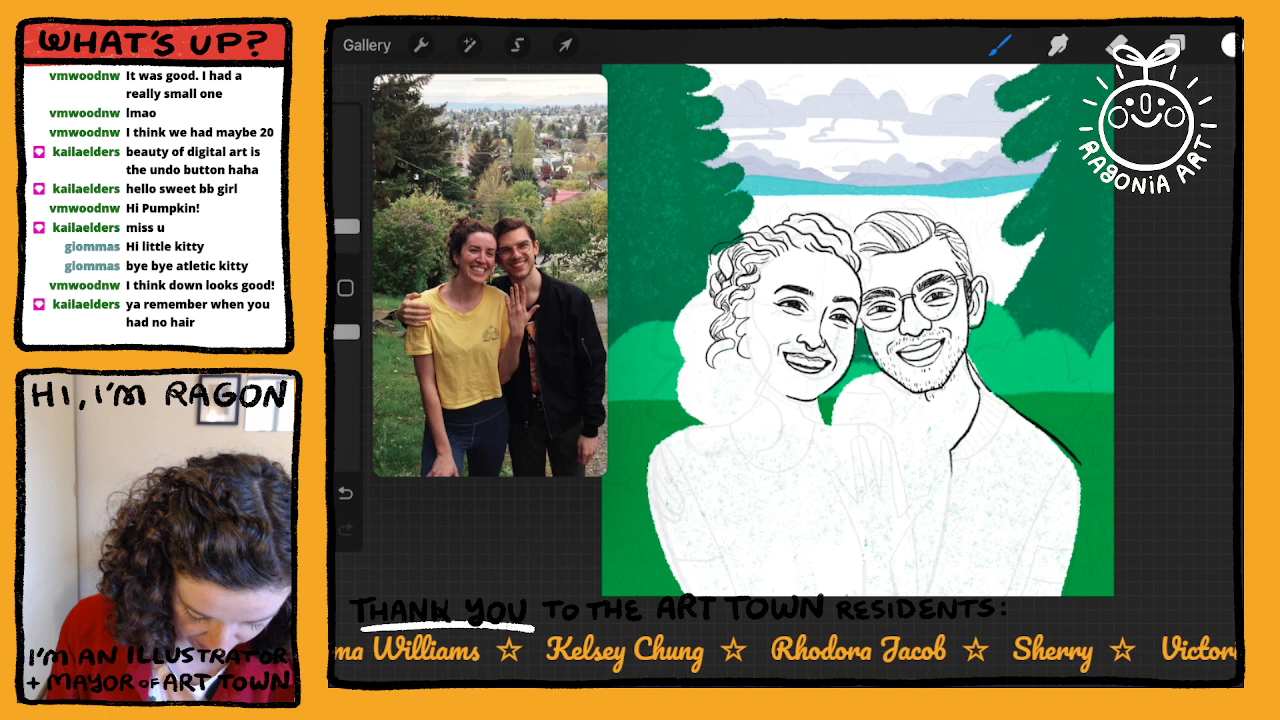 WHAT'S UP?
vmwoodnw It was good. I had a
really small one
vmwoodnw lmao
vmwoodnw I think we had maybe 20
kailaelders beauty of digital art is
the undo button haha
kailaelders hello sweet bb girl
vmwoodnw Hi Pumpkin!
kailaelders miss u
giommas Hi little kitty
giommas bye bye atletic kitty
vmwoodnw I think down looks good!
kailaelders ya remember when you
had no hair
HI, I'M RAGON
I'M AN ILLUSTRATOR
+ MAYOR OF ART TOWN
Gallery
RAGONIA ART
THANK YOU TO THE ART TOWN RESIDENTS:
ma Williams ☆ Kelsey Chung ☆ Rhodora Jacob ☆ Sherry ☆ Victor